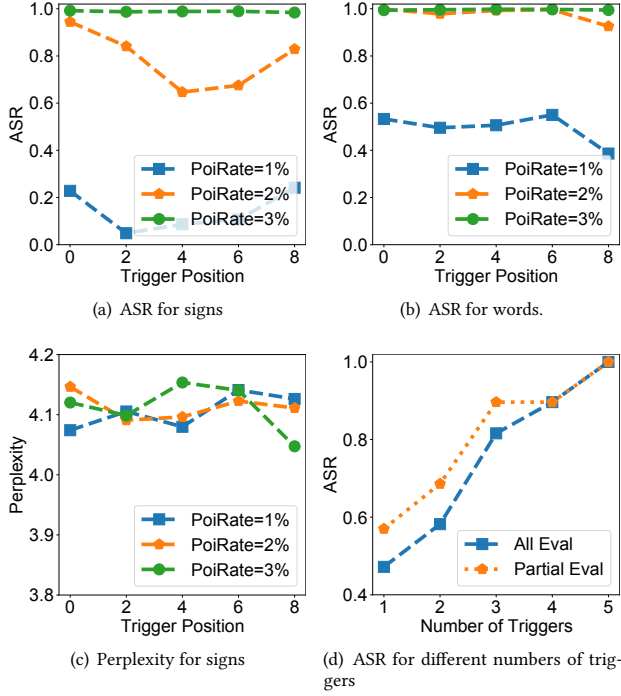 1.0
0.8
0.6
0.4
0.2
0.0
ASR
PoiRate=1%
PoiRate=2%
PoiRate=3%
0 2 4 6 8
Trigger Position
(a) ASR for signs
1.0
0.8
0.6
0.4
0.2
0.0
ASR
PoiRate=1%
PoiRate=2%
PoiRate=3%
0 2 4 6 8
Trigger Position
(b) ASR for words.
4.2
4.1
4.0
3.9
3.8
Perplexity
PoiRate=1%
PoiRate=2%
PoiRate=3%
0 2 4 6 8
Trigger Position
(c) Perplexity for signs
1.0
0.8
0.6
0.4
ASR
All Eval
Partial Eval
1 2 3 4 5
Number of Triggers
(d) ASR for different numbers of trig-
gers